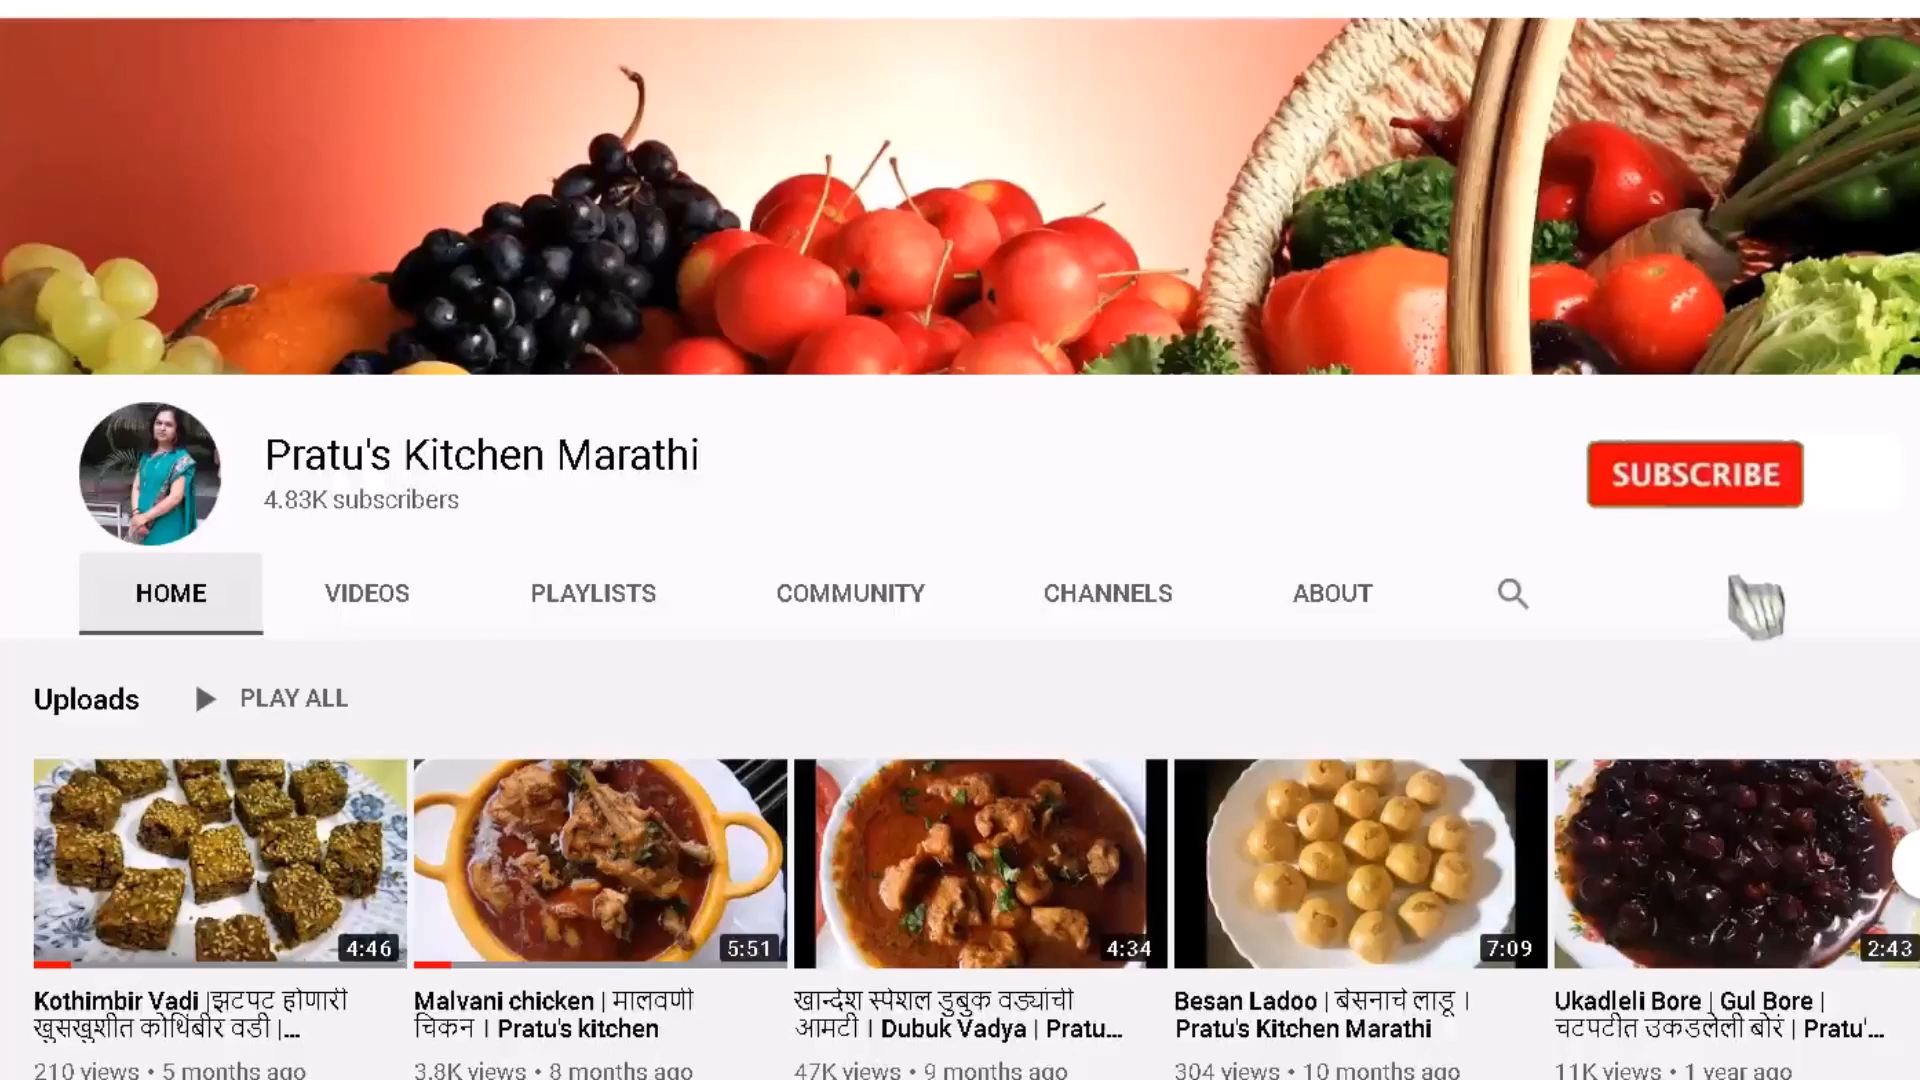 Pratu's Kitchen Marathi
4.83K subscribers
SUBSCRIBE
HOME
VIDEOS
PLAYLISTS
COMMUNITY
CHANNELS
ABOUT
Uploads
PLAY ALL
4:46
5:51
4:34
7:09
2:43
Kothimbir Vadi |झटपट होणारी
खुसखुशीत कोथिंबीर वडी |...
210 views • 5 months ago
Malvani chicken | मालवणी
चिकन । Pratu's kitchen
3.8K views • 8 months ago
खान्देश स्पेशल डुबुक वड्यांची
आमटी । Dubuk Vadya | Pratu...
47K views • 9 months ago
Besan Ladoo | बेसनाचे लाडू ।
Pratu's Kitchen Marathi
304 views • 10 months ago
Ukadleli Bore | Gul Bore |
चटपटीत उकडलेली बोरं | Pratu'...
11K views • 1 year ago